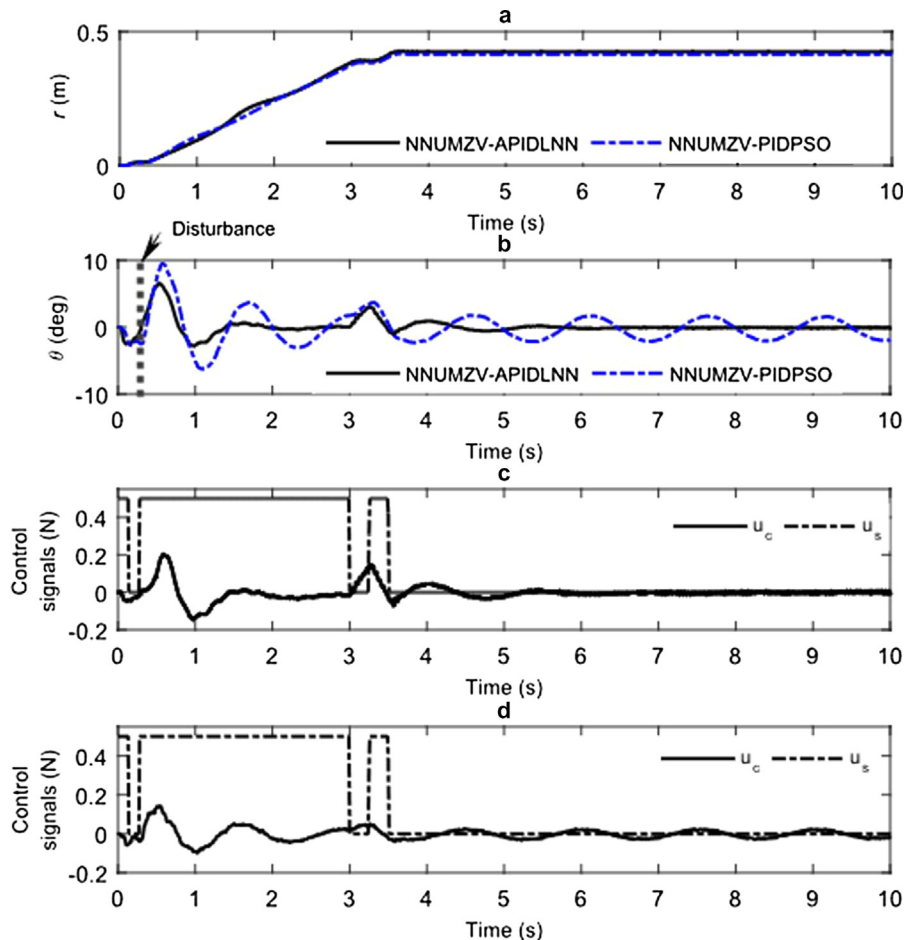 a
0.5
r (m)
0
NNUMZV-APIDLNN NNUMZV-PIDPSO
0 1 2 3 4 5 6 7 8 9 10
Time (s)
Disturbance
b
10
θ (deg)
0
-10
NNUMZV-APIDLNN NNUMZV-PIDPSO
0 1 2 3 4 5 6 7 8 9 10
Time (s)
c
Control
signals (N)
0.4
0.2
0
-0.2
u_c u_s
0 1 2 3 4 5 6 7 8 9 10
Time (s)
d
Control
signals (N)
0.4
0.2
0
-0.2
u_c u_s
0 1 2 3 4 5 6 7 8 9 10
Time (s)